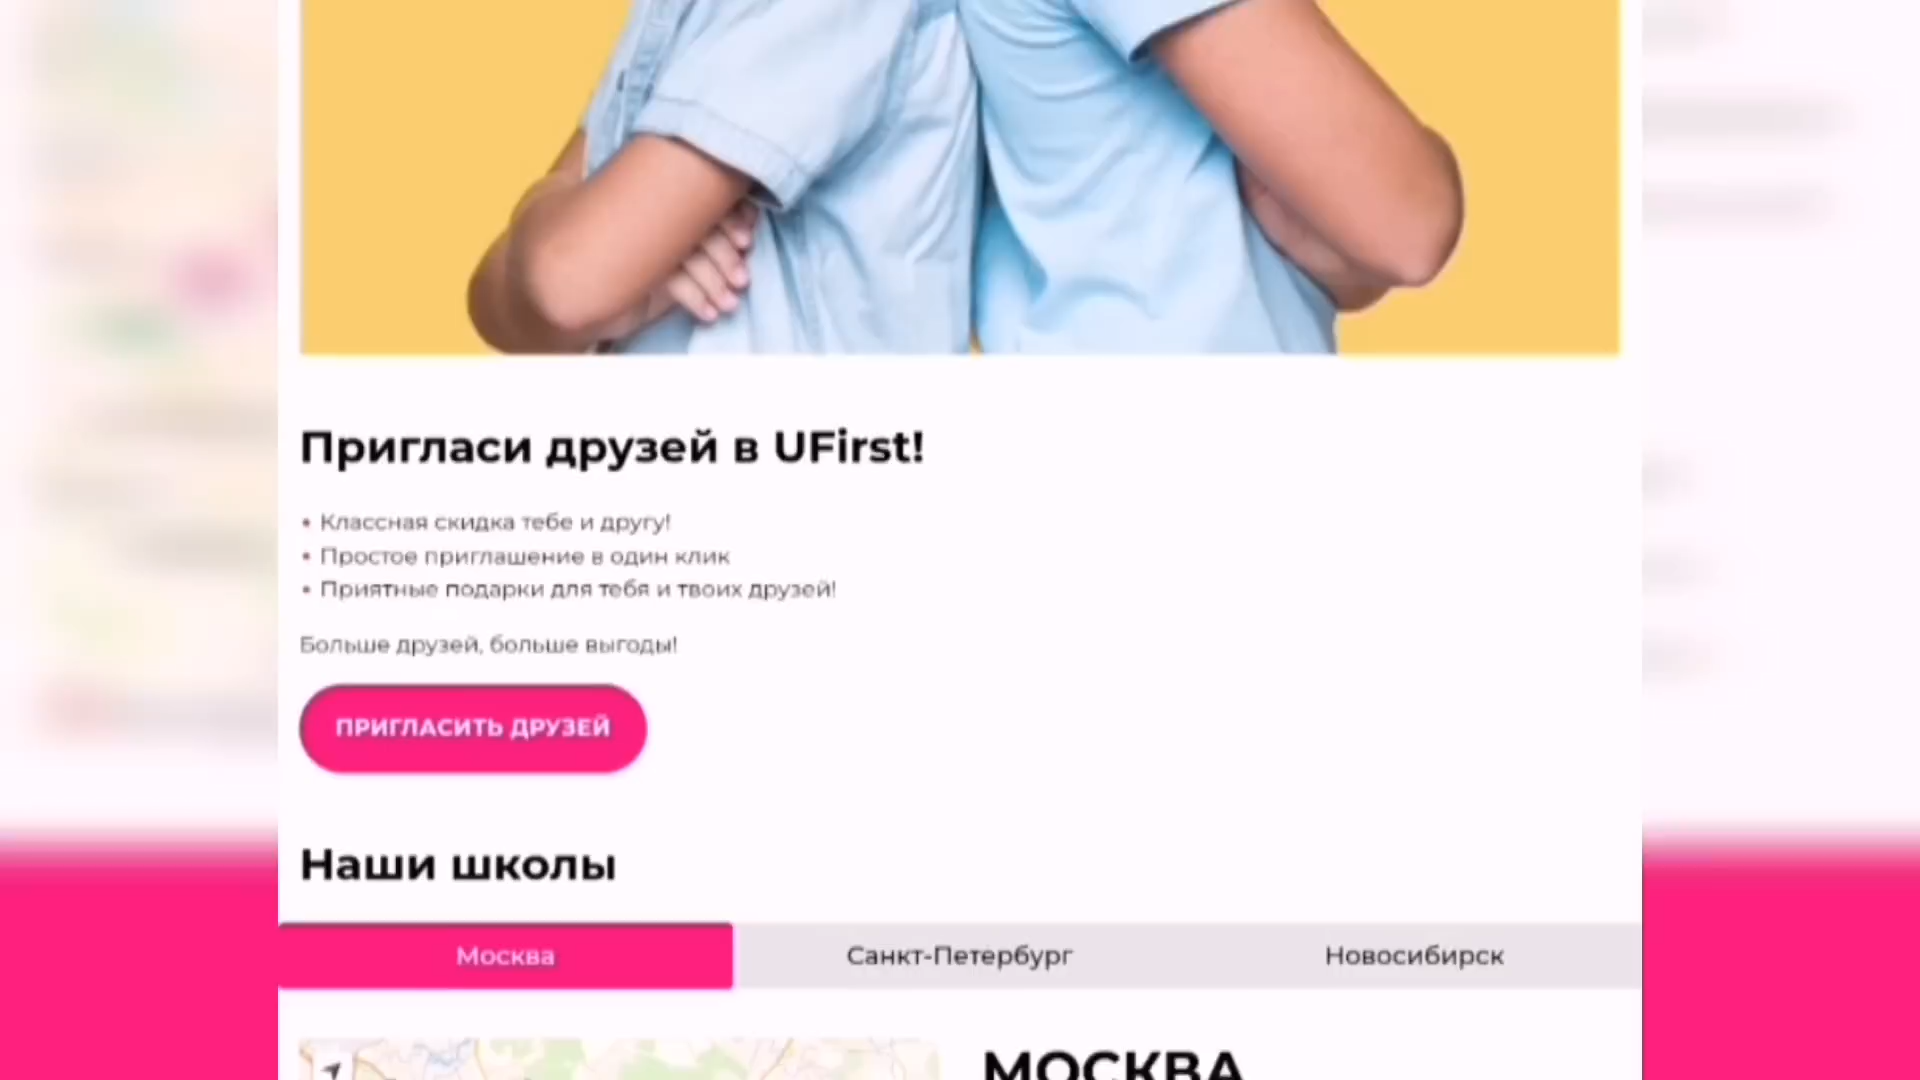 Пригласи друзей в UFirst!
• Классная скидка тебе и другу!
• Простое приглашение в один клик
• Приятные подарки для тебя и твоих друзей!
Больше друзей, больше выгоды!
ПРИГЛАСИТЬ ДРУЗЕЙ
Наши школы
Москва
Санкт-Петербург
Новосибирск
МОСКВА